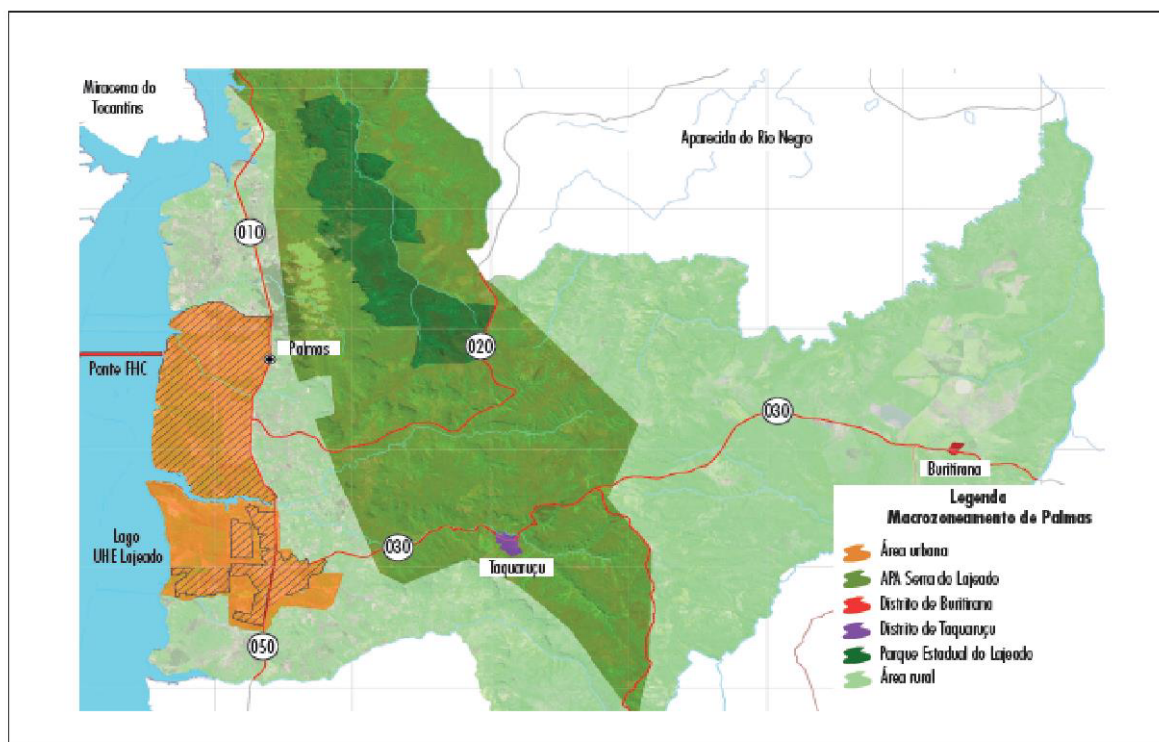 Miracema do
Tocantins
Aparecida do Rio Negro
010
Palmas
020
Ponte FHC
030
Buritirana
Lago
UHE Lajeado
030
Taquaruçu
050
Legenda
Macrozoneamento de Palmas
Área urbana
APA Serra do Lajeado
Distrito de Buritirana
Distrito de Taquaruçu
Parque Estadual do Lajeado
Área rural